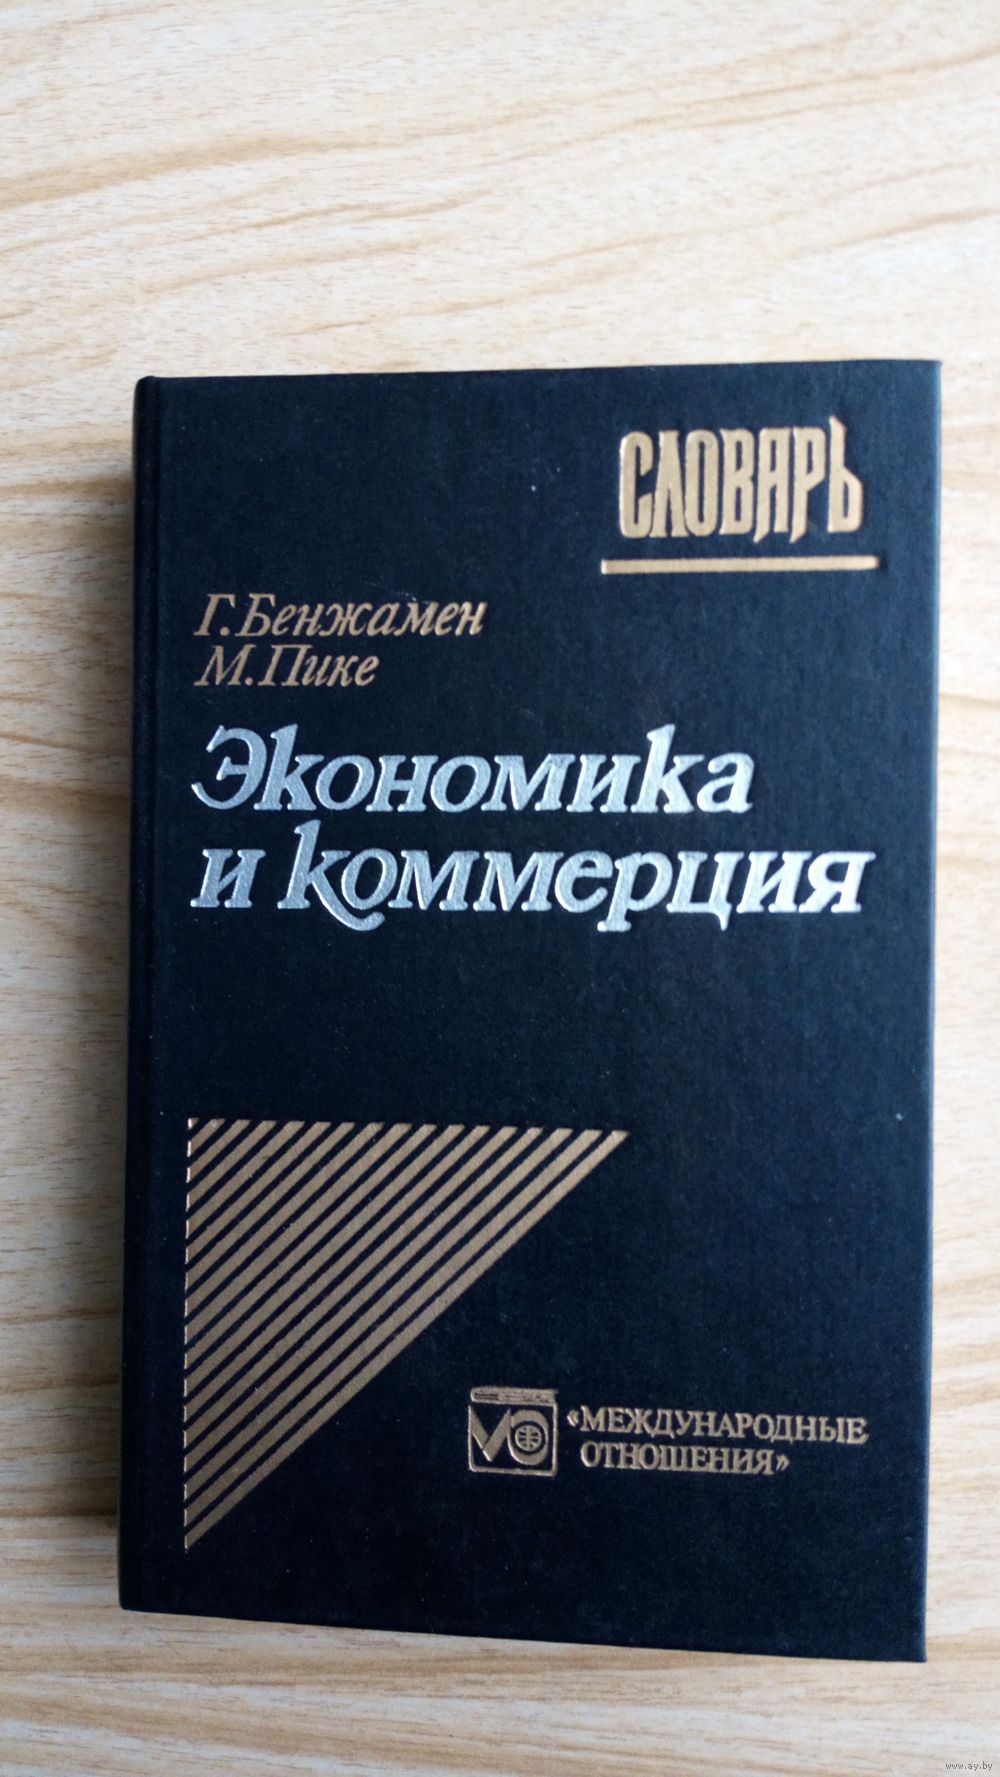 СЛОВАРЬ
Г. Бенжамен
М. Пике
Экономика
и коммерция
«МЕЖДУНАРОДНЫЕ
ОТНОШЕНИЯ»
www.ay.by